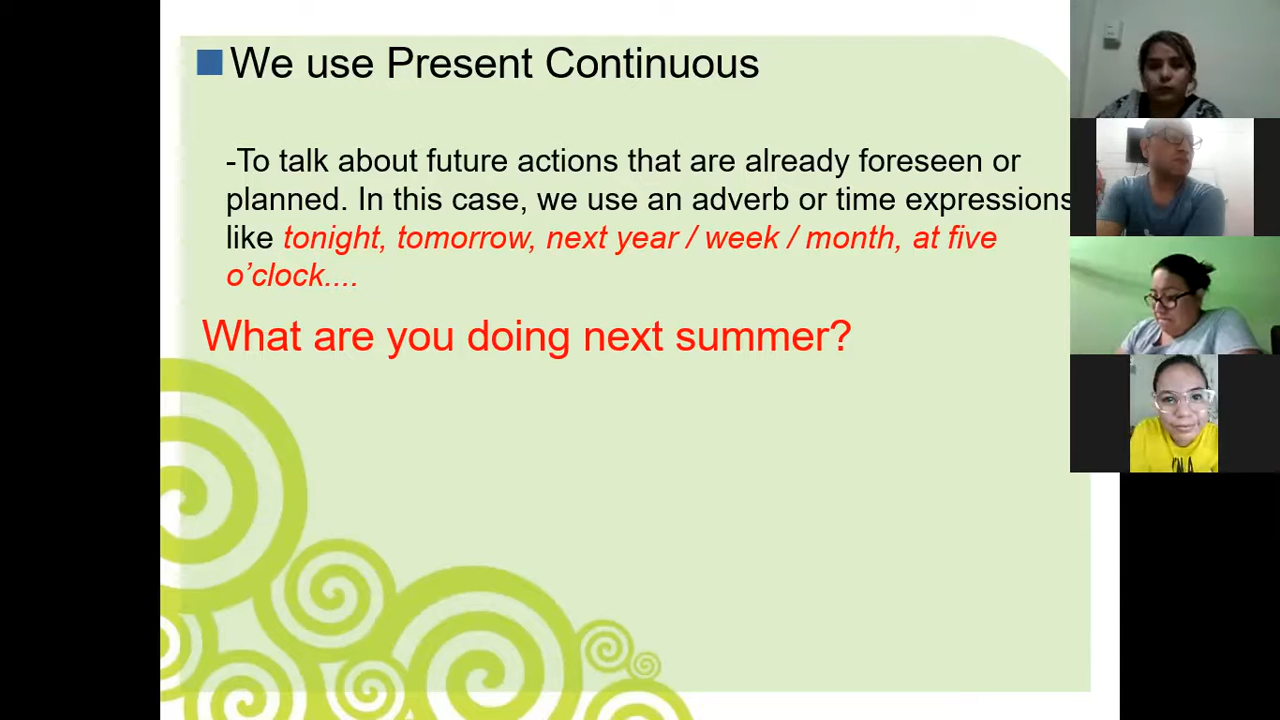 We use Present Continuous
-To talk about future actions that are already foreseen or
planned. In this case, we use an adverb or time expressions
like tonight, tomorrow, next year / week / month, at five
o’clock....
What are you doing next summer?
I'M A